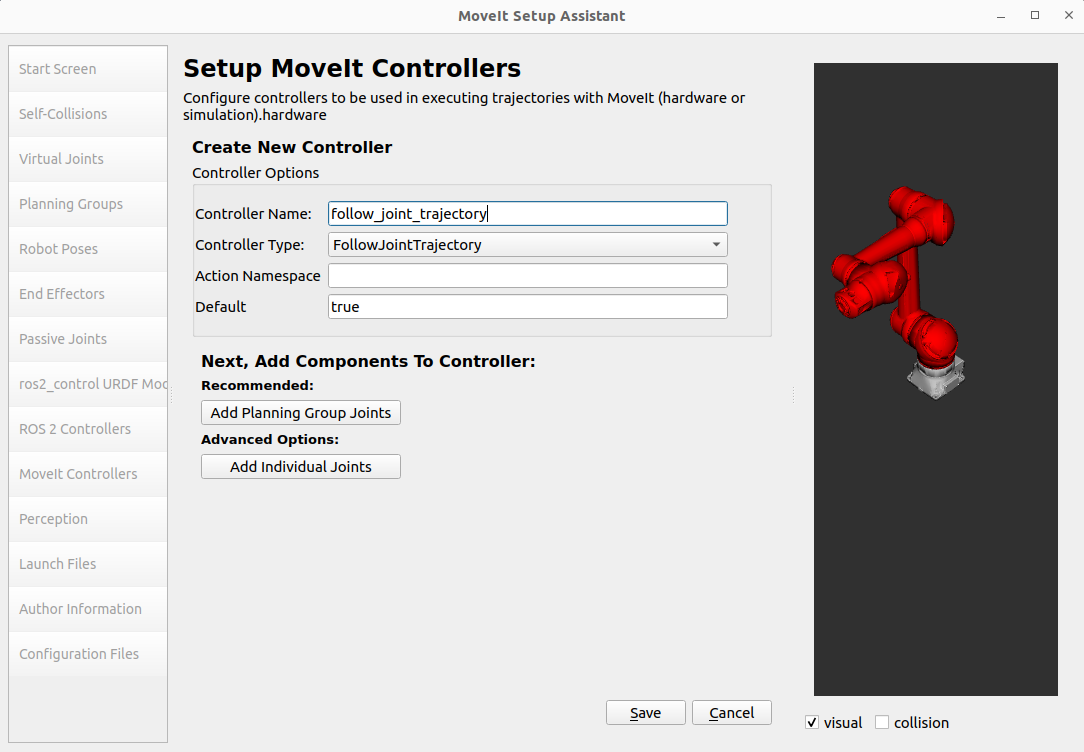 MoveIt Setup Assistant
Start Screen
Self-Collisions
Virtual Joints
Planning Groups
Robot Poses
End Effectors
Passive Joints
ros2_control URDF Moc
ROS 2 Controllers
MoveIt Controllers
Perception
Launch Files
Author Information
Configuration Files
Setup MoveIt Controllers
Configure controllers to be used in executing trajectories with MoveIt (hardware or
simulation).hardware
Create New Controller
Controller Options
Controller Name: follow_joint_trajectory
Controller Type: FollowJointTrajectory
Action Namespace
Default true
Next, Add Components To Controller:
Recommended:
Add Planning Group Joints
Advanced Options:
Add Individual Joints
Save Cancel
visual collision